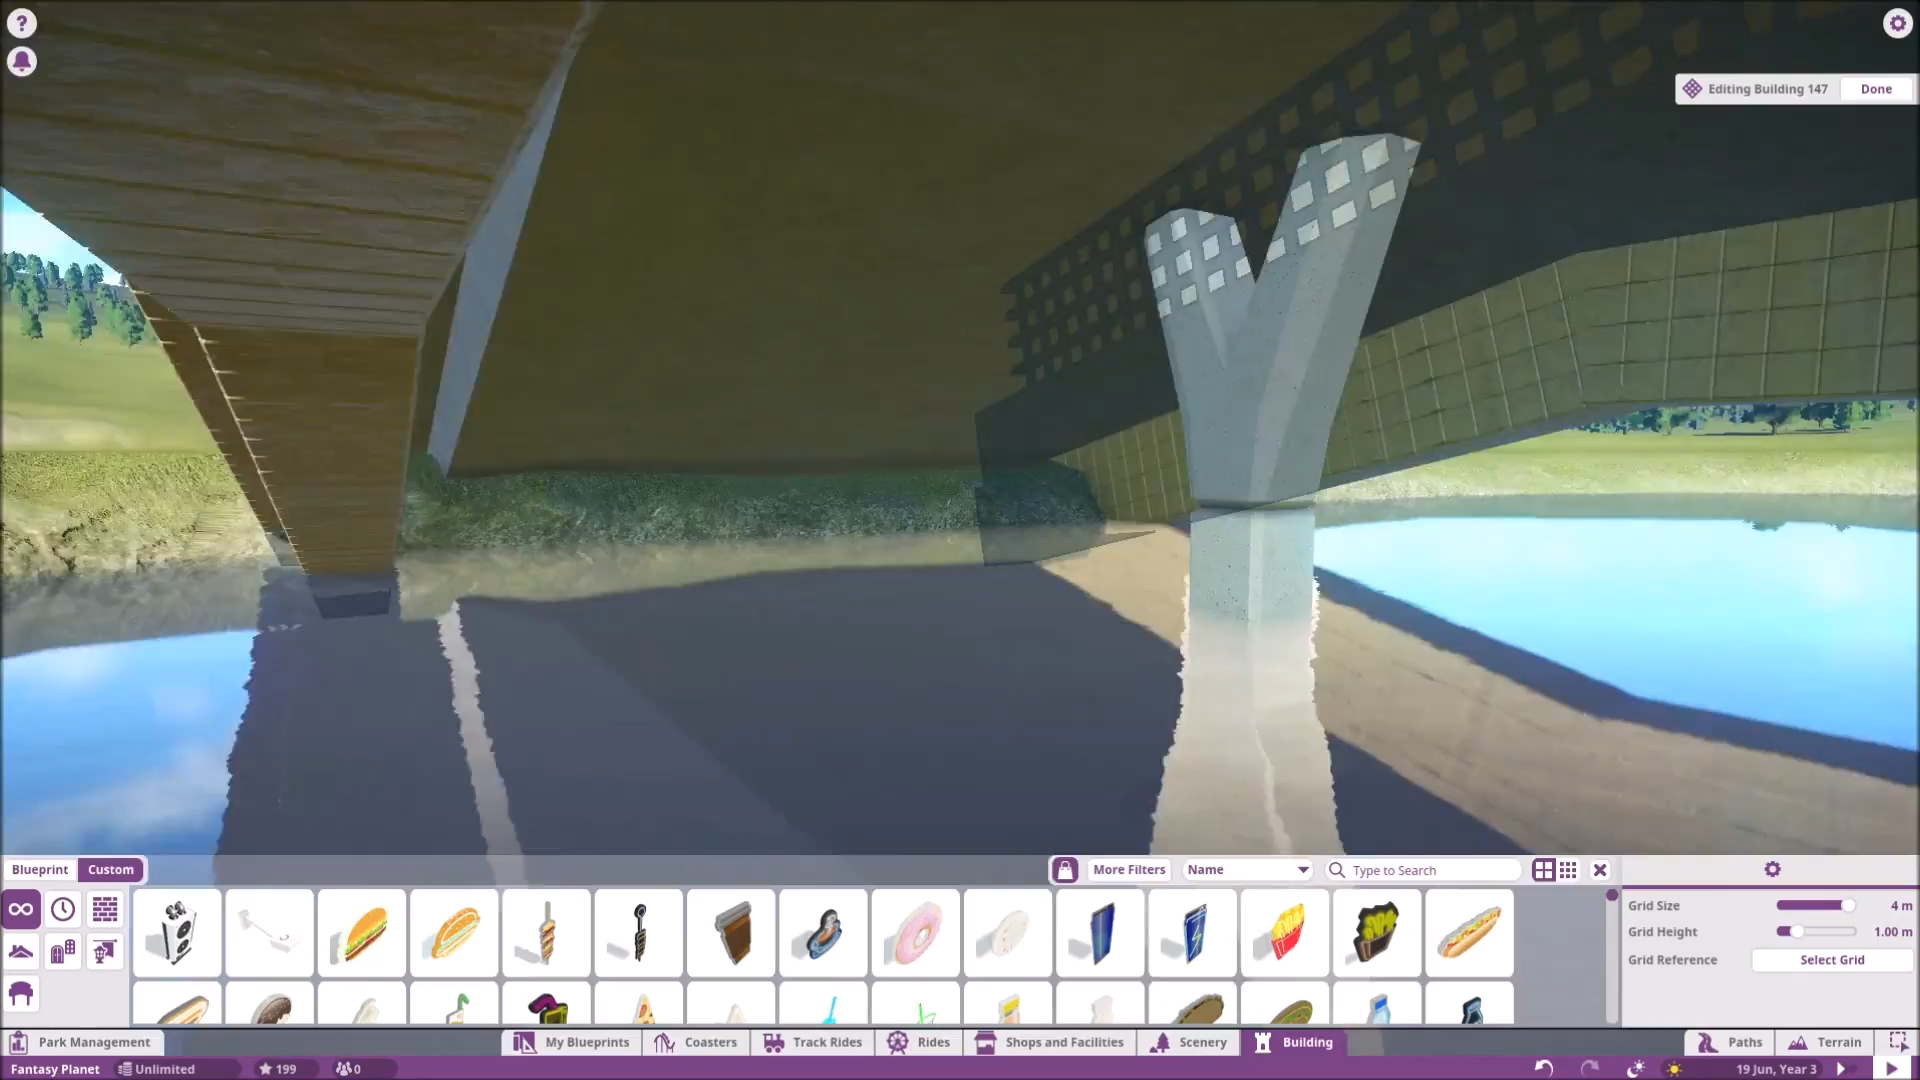 ?
Editing Building 147
Done
Blueprint
Custom
More Filters
Name
Type to Search
Grid Size
4 m
Grid Height
1.00 m
Grid Reference
Select Grid
Park Management
My Blueprints
Coasters
Track Rides
Rides
Shops and Facilities
Scenery
Building
Paths
Terrain
Fantasy Planet
Unlimited
199
0
19 Jun, Year 3